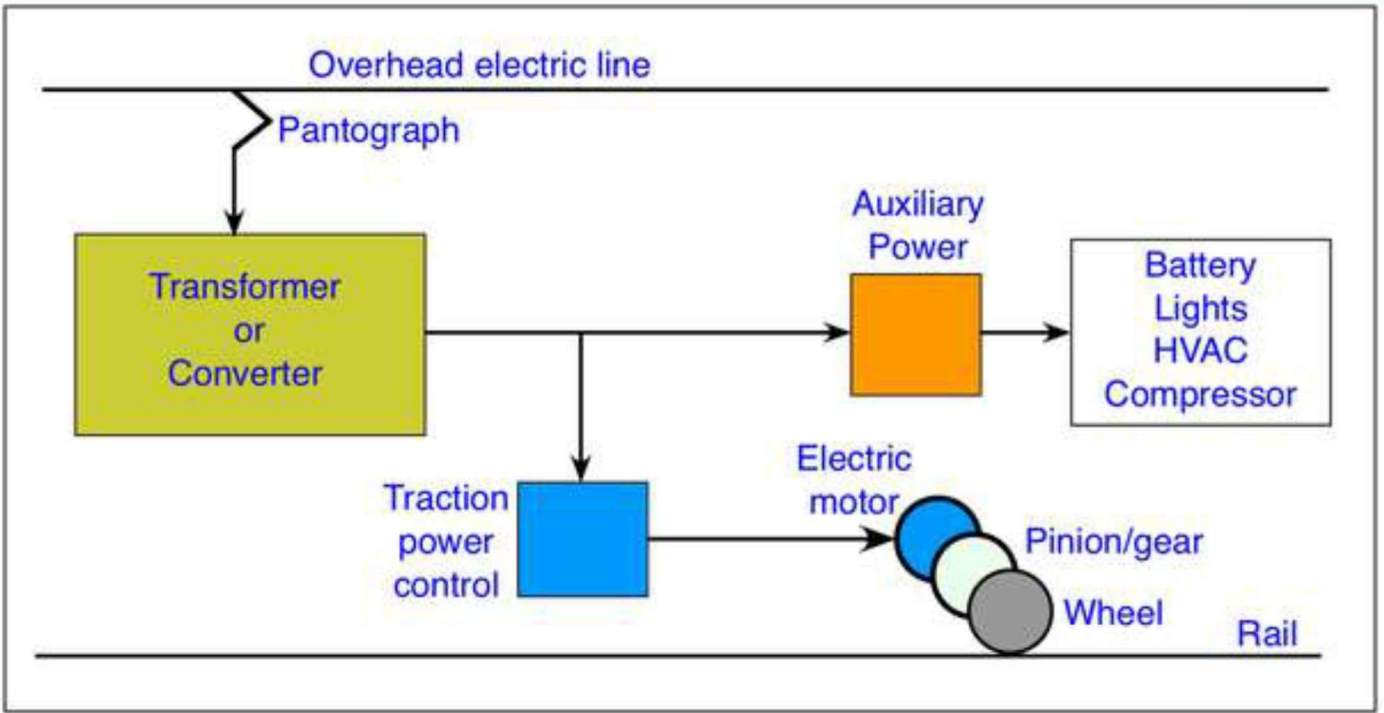 Overhead electric line
Pantograph
Transformer
or
Converter
Auxiliary
Power
Battery
Lights
HVAC
Compressor
Traction
power
control
Electric
motor
Pinion/gear
Wheel
Rail